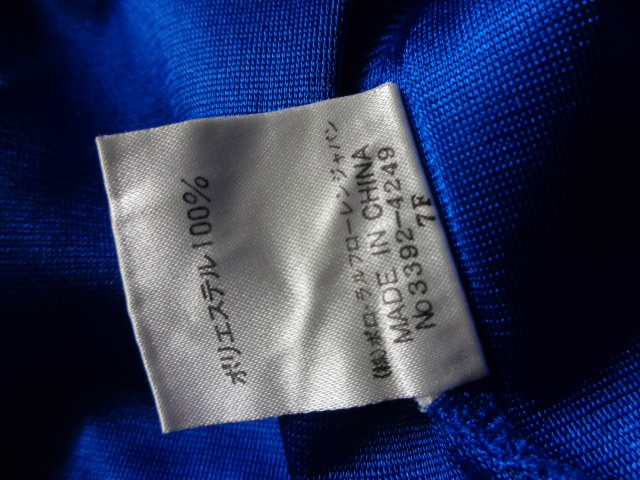 ポリエステル100%
(株)ポロ・ラルフローレンジャパン
MADE IN CHINA
No3392-4249
7F